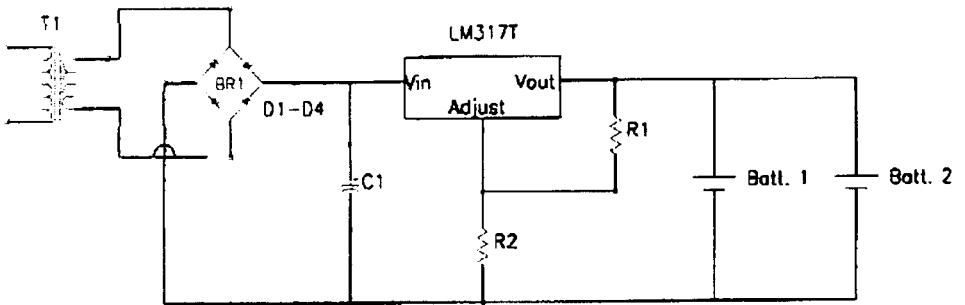 T1
LM317T
BR1
D1-D4
Vin
Vout
Adjust
R1
C1
R2
Batt. 1
Batt. 2